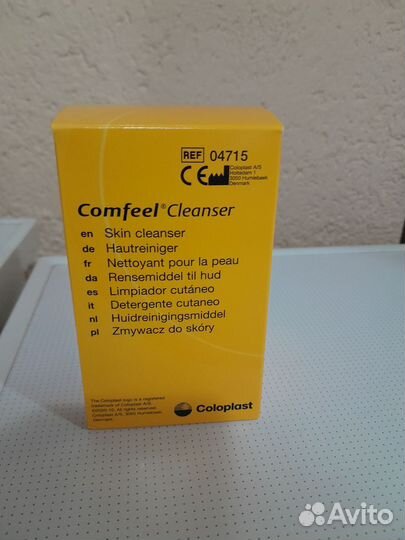 REF 04715
CE
Coloplast A/S
Holtedam 1
3050 Humlebaek
Denmark
Comfeel® Cleanser
en Skin cleanser
de Hautreiniger
fr Nettoyant pour la peau
da Rensemiddel til hud
es Limpiador cutáneo
it Detergente cutaneo
nl Huidreinigingsmiddel
pl Zmywacz do skóry
The Coloplast logo is a registered
trademark of Coloplast A/S.
All rights reserved.
Coloplast A/S, 3050 Humlebaek,
Denmark.
Coloplast
Avito